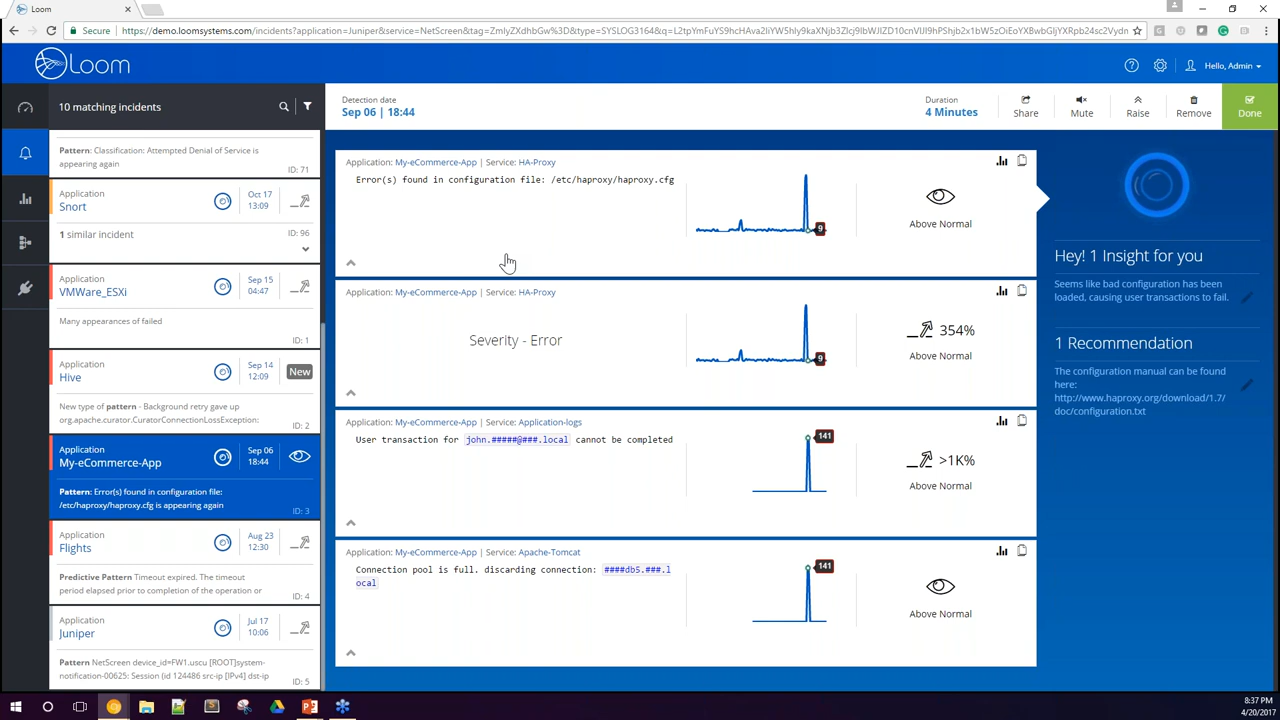 Loom
Secure
https://demo.loomsystems.com/incidents?application=Juniper&service=NetScreen&tag=
Loom
Hello, Admin
10 matching incidents
Pattern: Classification: Attempted Denial of Service is
appearing again
ID: 71
Application
Snort
Oct 17
13:09
1 similar incident
ID: 96
Application
VMWare_ESXi
Sep 15
04:47
Many appearances of failed
ID: 1
Application
Hive
Sep 14
12:09
New
New type of pattern - Background retry gave up
org.apache.curator.CuratorConnectionLossException:
ID: 2
Application
My-eCommerce-App
Sep 06
18:44
Pattern: Error(s) found in configuration file:
/etc/haproxy/haproxy.cfg is appearing again
ID: 3
Application
Flights
Aug 23
12:30
Predictive Pattern Timeout expired. The timeout
period elapsed prior to completion of the operation or
ID: 4
Application
Juniper
Jul 17
10:06
Pattern NetScreen device_id=FW1.uscu [ROOT]system-
notification-00625: Session (id 124486 src-ip [IPv4] dst-ip
ID: 5
Detection date
Sep 06 | 18:44
Duration
4 Minutes
Share
Mute
Raise
Remove
Done
Application: My-eCommerce-App | Service: HA-Proxy
Error(s) found in configuration file: /etc/haproxy/haproxy.cfg
9
Above Normal
Application: My-eCommerce-App | Service: HA-Proxy
Severity - Error
9
354%
Above Normal
Application: My-eCommerce-App | Service: Application-logs
User transaction for john.#####@###.local cannot be completed
141
>1K%
Above Normal
Application: My-eCommerce-App | Service: Apache-Tomcat
Connection pool is full. discarding connection: ####db5.###.l
ocal
141
Above Normal
Hey! 1 Insight for you
Seems like bad configuration has been
loaded, causing user transactions to fail.
1 Recommendation
The configuration manual can be found
here:
http://www.haproxy.org/download/1.7/
doc/configuration.txt
8:37 PM
4/20/2017